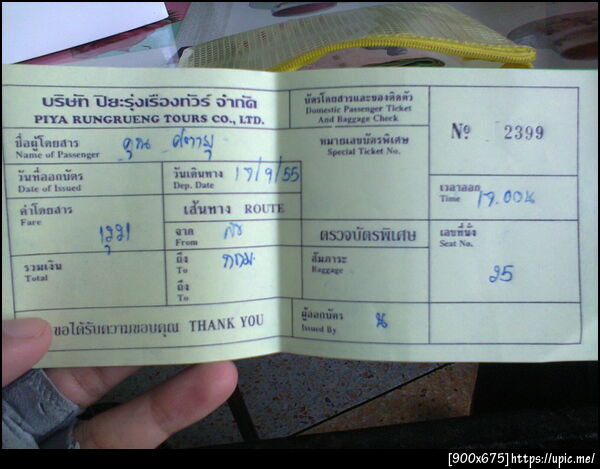 บริษัท ปิยะรุ่งเรืองทัวร์ จำกัด
PIYA RUNGRUENG TOURS CO., LTD.
ชื่อผู้โดยสาร คุณ
Name of Passenger
วันที่ออกบัตร
Date of Issued
วันเดินทาง 19/9/55
Dep. Date
ค่าโดยสาร
Fare
เส้นทาง ROUTE
จาก
From
รวมเงิน
Total
ถึง กทม.
To
ถึง
To
ขอได้รับความขอบคุณ THANK YOU
บัตรโดยสารและของติดตัว
Domestic Passenger Ticket
And Baggage Check
หมายเลขบัตรพิเศษ
Special Ticket No.
No 2399
เวลาออก
Time 19.00 น
ตรวจบัตรพิเศษ
สัมภาระ
Baggage
เลขที่นั่ง
Seat No.
25
ผู้ออกบัตร
Issued By น
[900x675]https://upic.me/